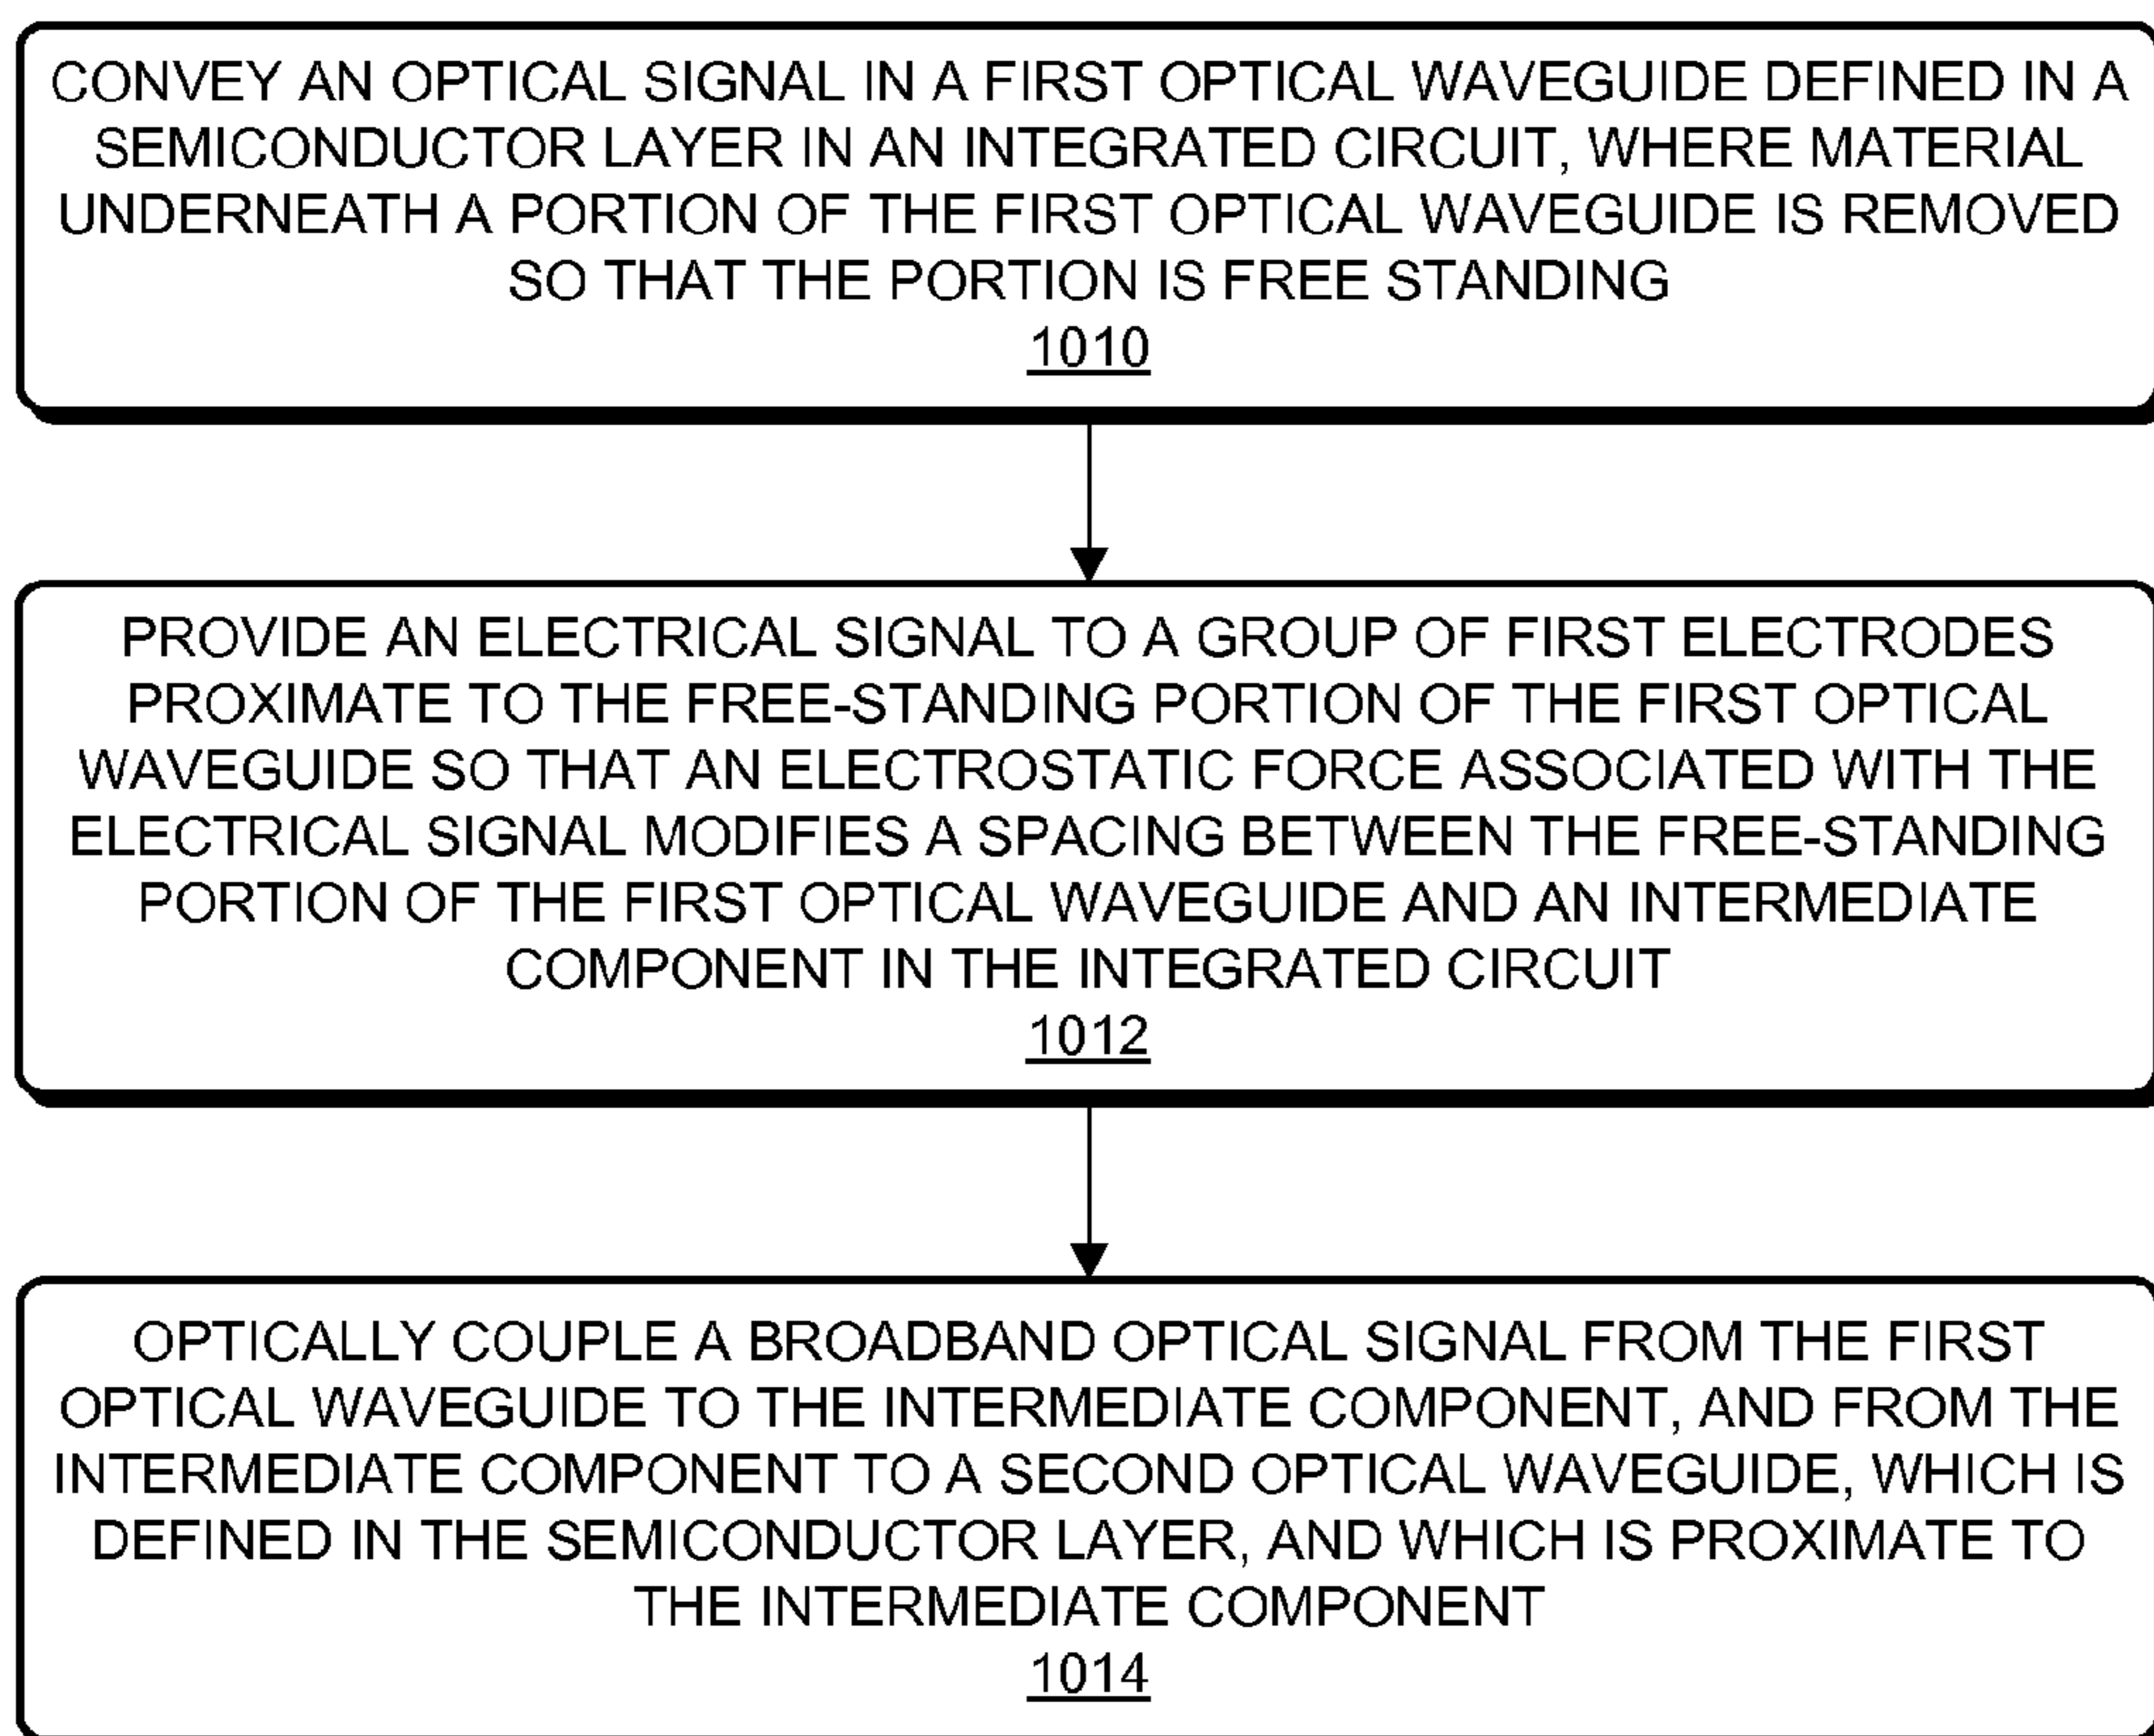 CONVEY AN OPTICAL SIGNAL IN A FIRST OPTICAL WAVEGUIDE DEFINED IN A
SEMICONDUCTOR LAYER IN AN INTEGRATED CIRCUIT, WHERE MATERIAL
UNDERNEATH A PORTION OF THE FIRST OPTICAL WAVEGUIDE IS REMOVED
SO THAT THE PORTION IS FREE STANDING
1010
PROVIDE AN ELECTRICAL SIGNAL TO A GROUP OF FIRST ELECTRODES
PROXIMATE TO THE FREE-STANDING PORTION OF THE FIRST OPTICAL
WAVEGUIDE SO THAT AN ELECTROSTATIC FORCE ASSOCIATED WITH THE
ELECTRICAL SIGNAL MODIFIES A SPACING BETWEEN THE FREE-STANDING
PORTION OF THE FIRST OPTICAL WAVEGUIDE AND AN INTERMEDIATE
COMPONENT IN THE INTEGRATED CIRCUIT
1012
OPTICALLY COUPLE A BROADBAND OPTICAL SIGNAL FROM THE FIRST
OPTICAL WAVEGUIDE TO THE INTERMEDIATE COMPONENT, AND FROM THE
INTERMEDIATE COMPONENT TO A SECOND OPTICAL WAVEGUIDE, WHICH IS
DEFINED IN THE SEMICONDUCTOR LAYER, AND WHICH IS PROXIMATE TO
THE INTERMEDIATE COMPONENT
1014